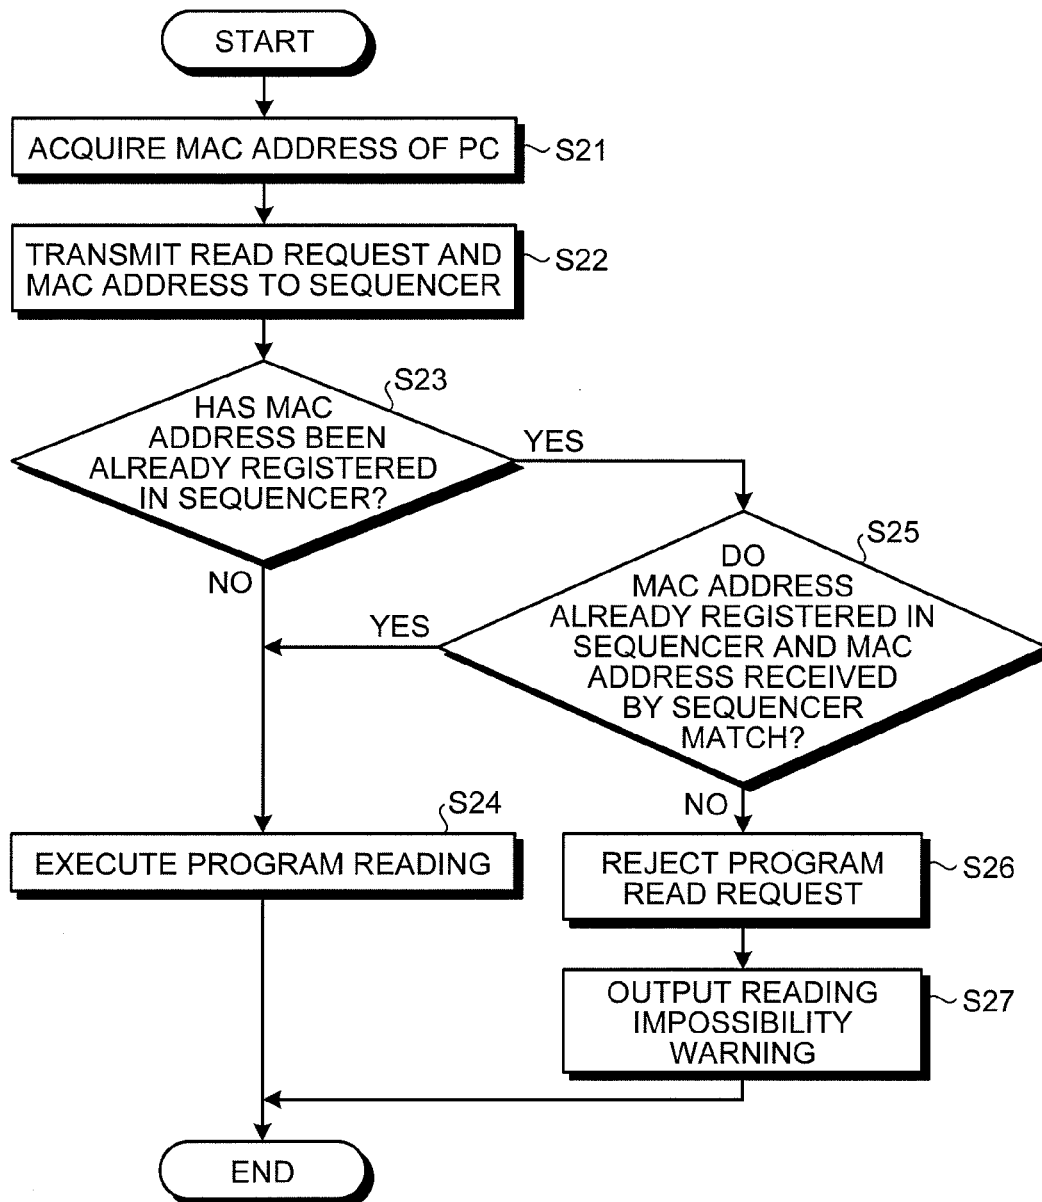 START
ACQUIRE MAC ADDRESS OF PC
S21
TRANSMIT READ REQUEST AND
MAC ADDRESS TO SEQUENCER
S22
S23
HAS MAC
ADDRESS BEEN
ALREADY REGISTERED
IN SEQUENCER?
YES
NO
S25
DO
MAC ADDRESS
ALREADY REGISTERED IN
SEQUENCER AND MAC
ADDRESS RECEIVED
BY SEQUENCER
MATCH?
YES
NO
S24
EXECUTE PROGRAM READING
REJECT PROGRAM
READ REQUEST
S26
OUTPUT READING
IMPOSSIBILITY
WARNING
S27
END